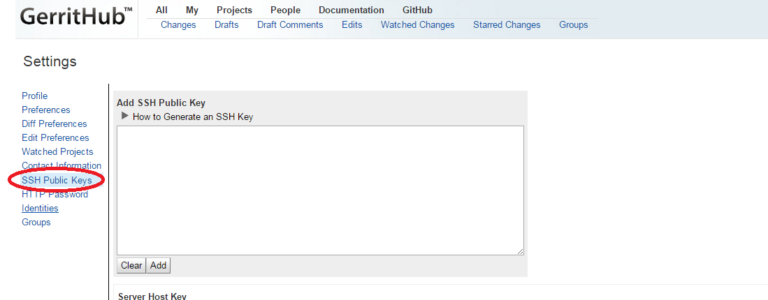 GerritHub™
All My Projects People Documentation GitHub
Changes Drafts Draft Comments Edits Watched Changes Starred Changes Groups
Settings
Profile
Preferences
Diff Preferences
Edit Preferences
Watched Projects
Contact Information
SSH Public Keys
HTTP Password
Identities
Groups
Add SSH Public Key
How to Generate an SSH Key
Clear Add
Server Host Key